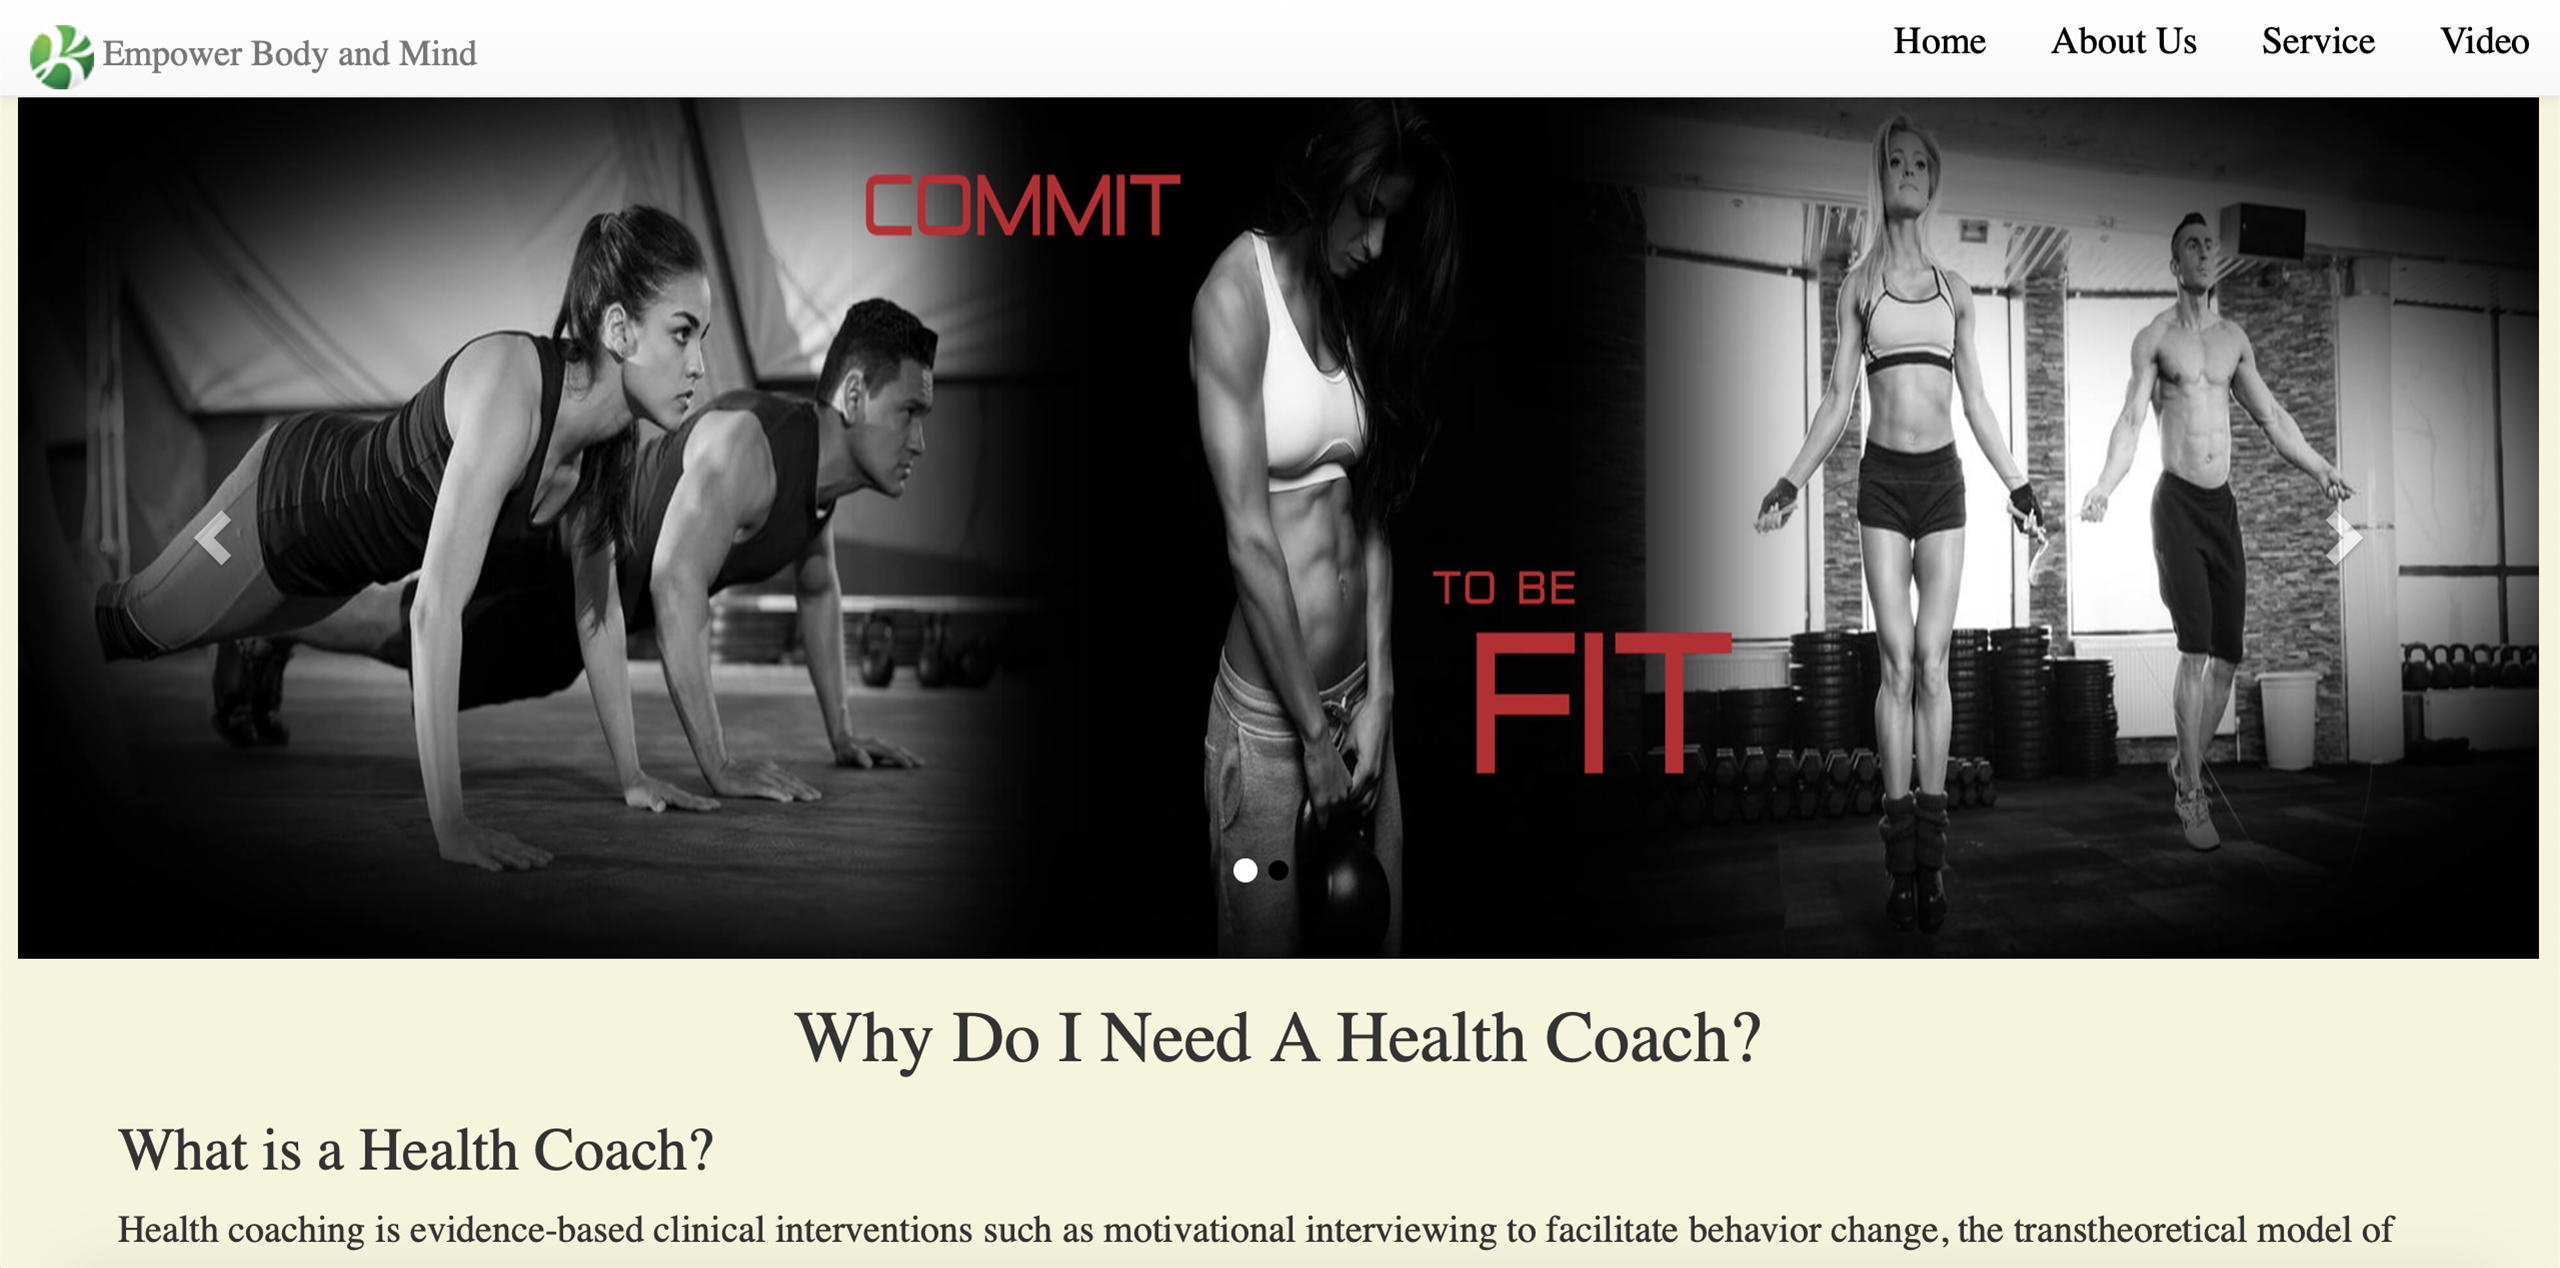 Empower Body and Mind
Home About Us Service Video
COMMIT
TO BE
FIT
Why Do I Need A Health Coach?
What is a Health Coach?
Health coaching is evidence-based clinical interventions such as motivational interviewing to facilitate behavior change, the transtheoretical model of